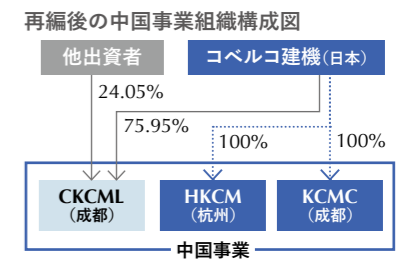 再編後の中国事業組織構成図
他出資者
コベルコ建機(日本)
24.05%
75.95%
100%
100%
CKCML
(成都)
HKCM
(杭州)
KCMC
(成都)
中国事業